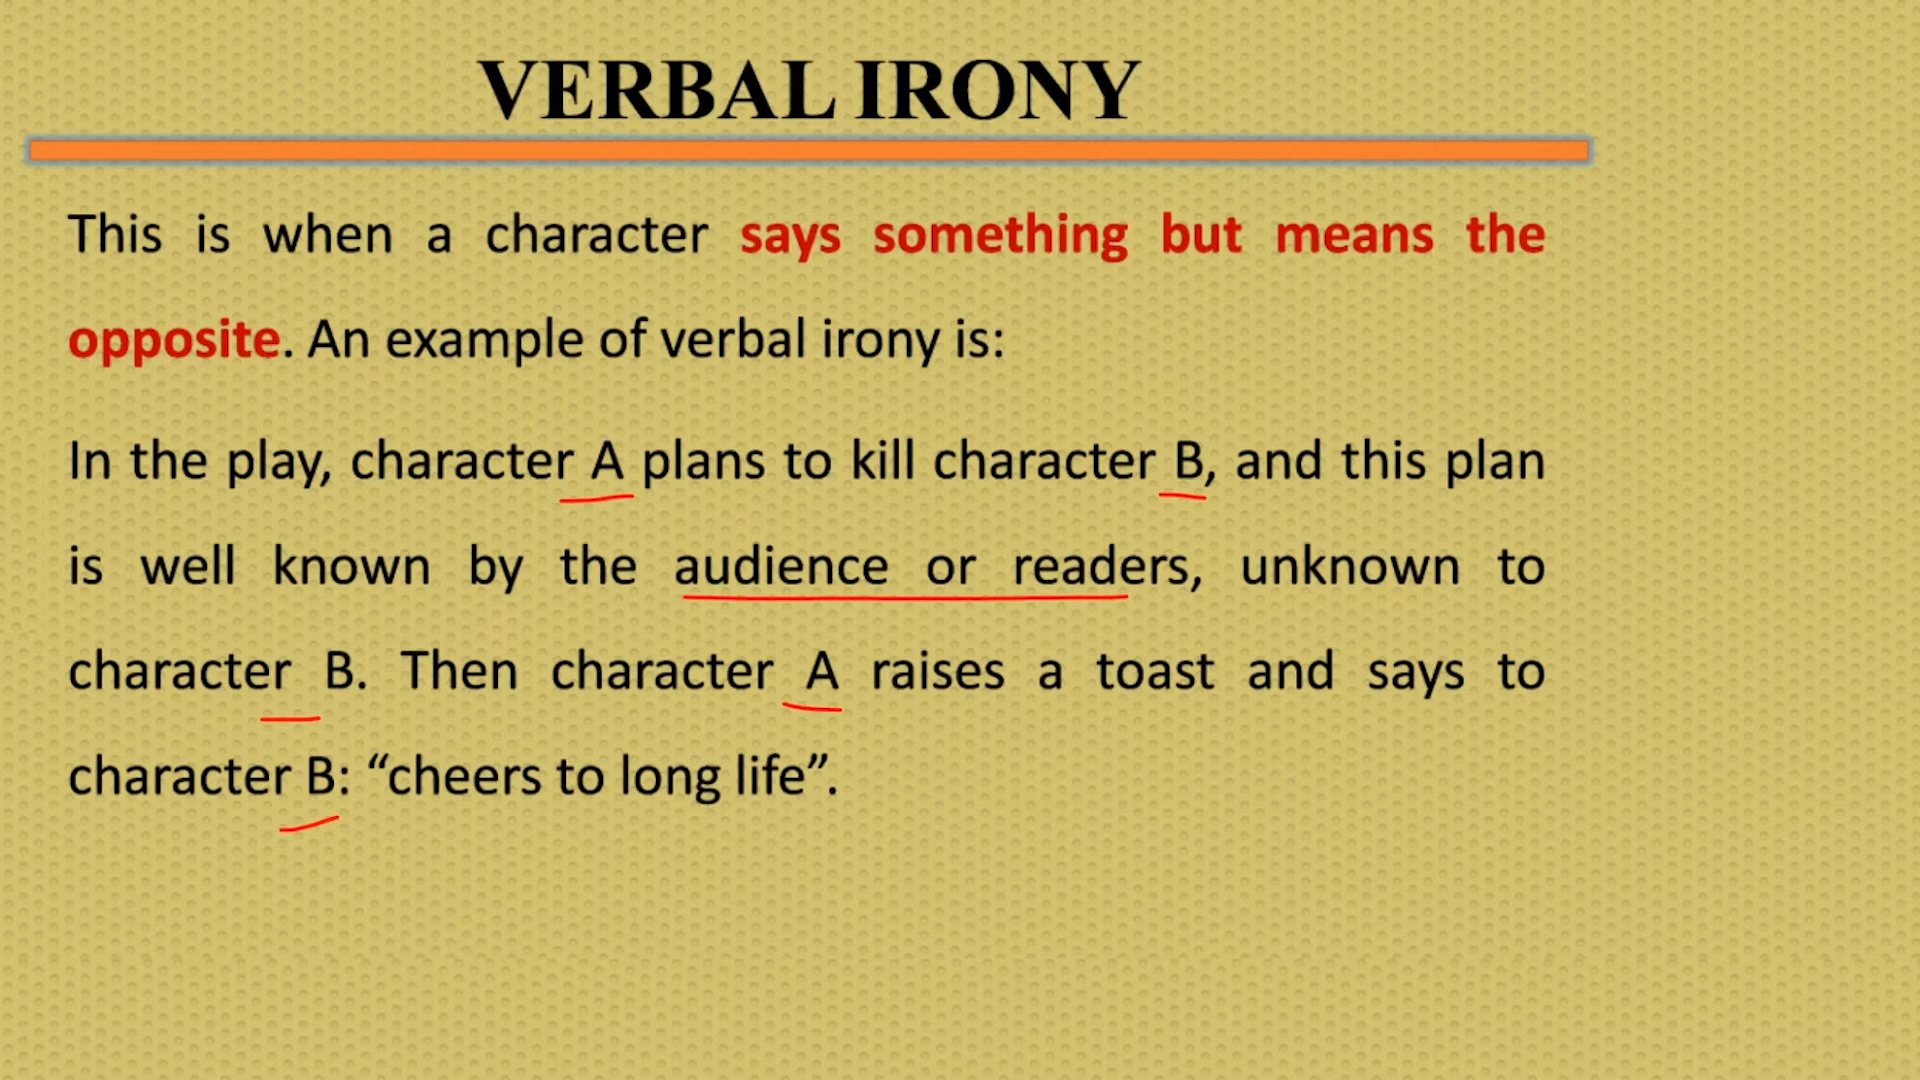 VERBAL IRONY
This is when a character says something but means the
opposite. An example of verbal irony is:
In the play, character A plans to kill character B, and this plan
is well known by the audience or readers, unknown to
character B. Then character A raises a toast and says to
character B: “cheers to long life”.